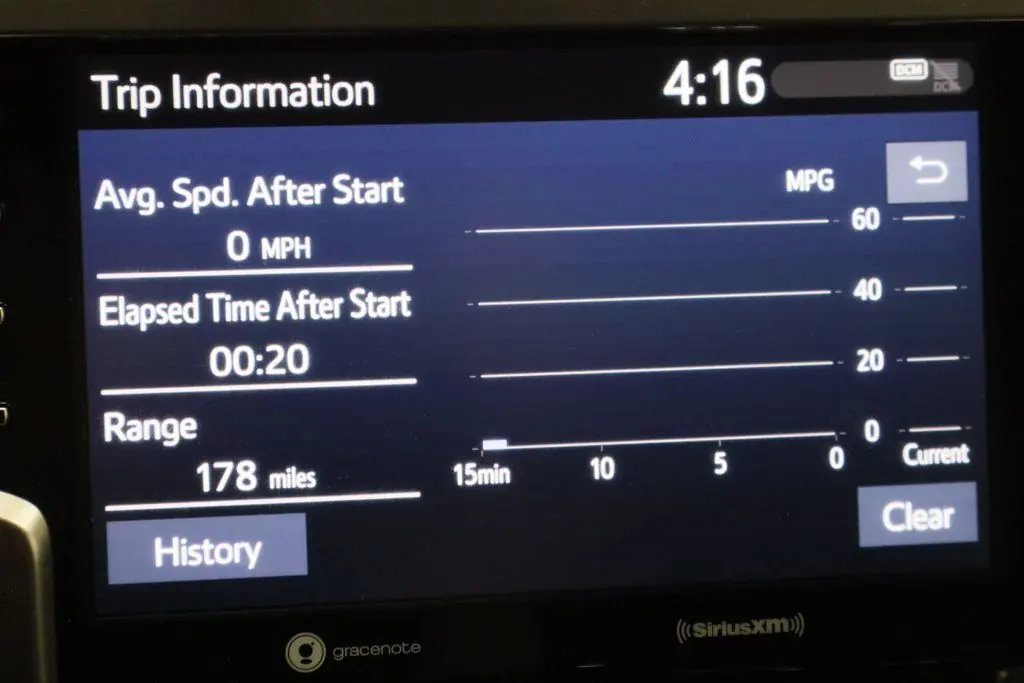 Trip Information
4:16
DCM
DCM
Avg. Spd. After Start
0 MPH
Elapsed Time After Start
00:20
Range
178 miles
History
MPG
60
40
20
0
15min 10 5 0
Current
Clear
gracenote
SiriusXM